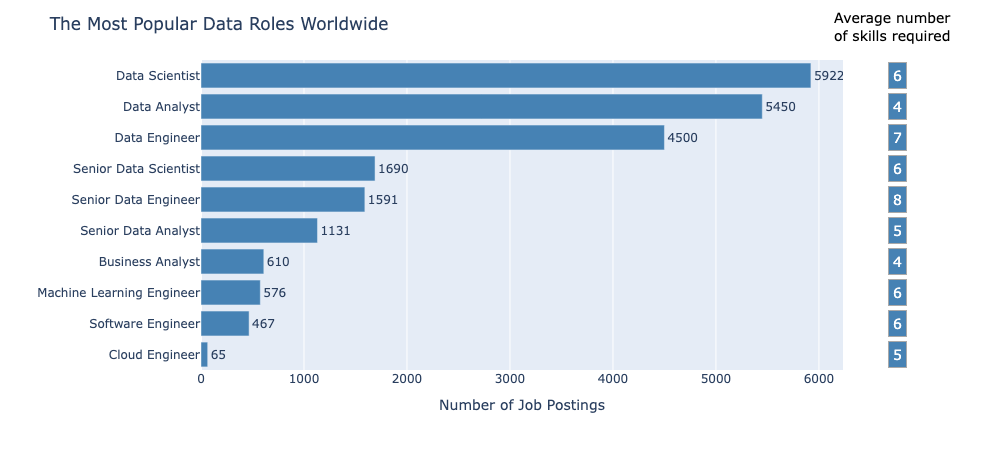 The Most Popular Data Roles Worldwide
Average number
of skills required
Data Scientist 5922 6
Data Analyst 5450 4
Data Engineer 4500 7
Senior Data Scientist 1690 6
Senior Data Engineer 1591 8
Senior Data Analyst 1131 5
Business Analyst 610 4
Machine Learning Engineer 576 6
Software Engineer 467 6
Cloud Engineer 65 5
0 1000 2000 3000 4000 5000 6000
Number of Job Postings